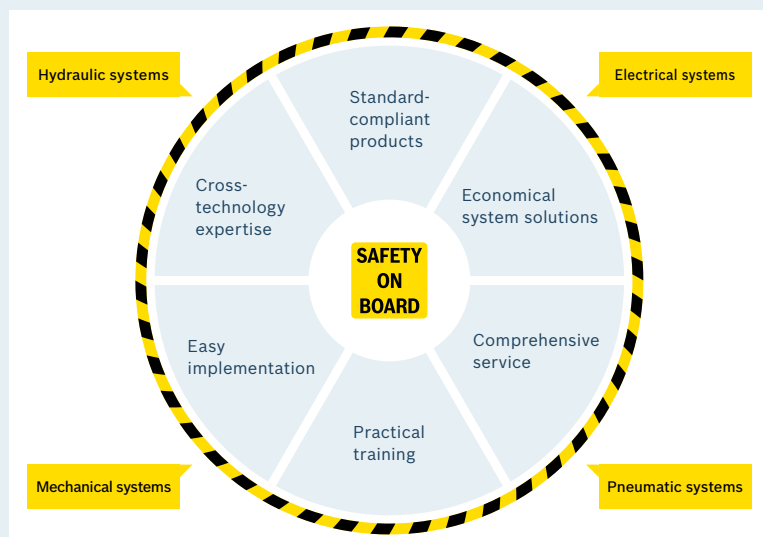 Hydraulic systems
Electrical systems
Standard-
compliant
products
Cross-
technology
expertise
Economical
system solutions
SAFETY
ON
BOARD
Easy
implementation
Comprehensive
service
Practical
training
Mechanical systems
Pneumatic systems